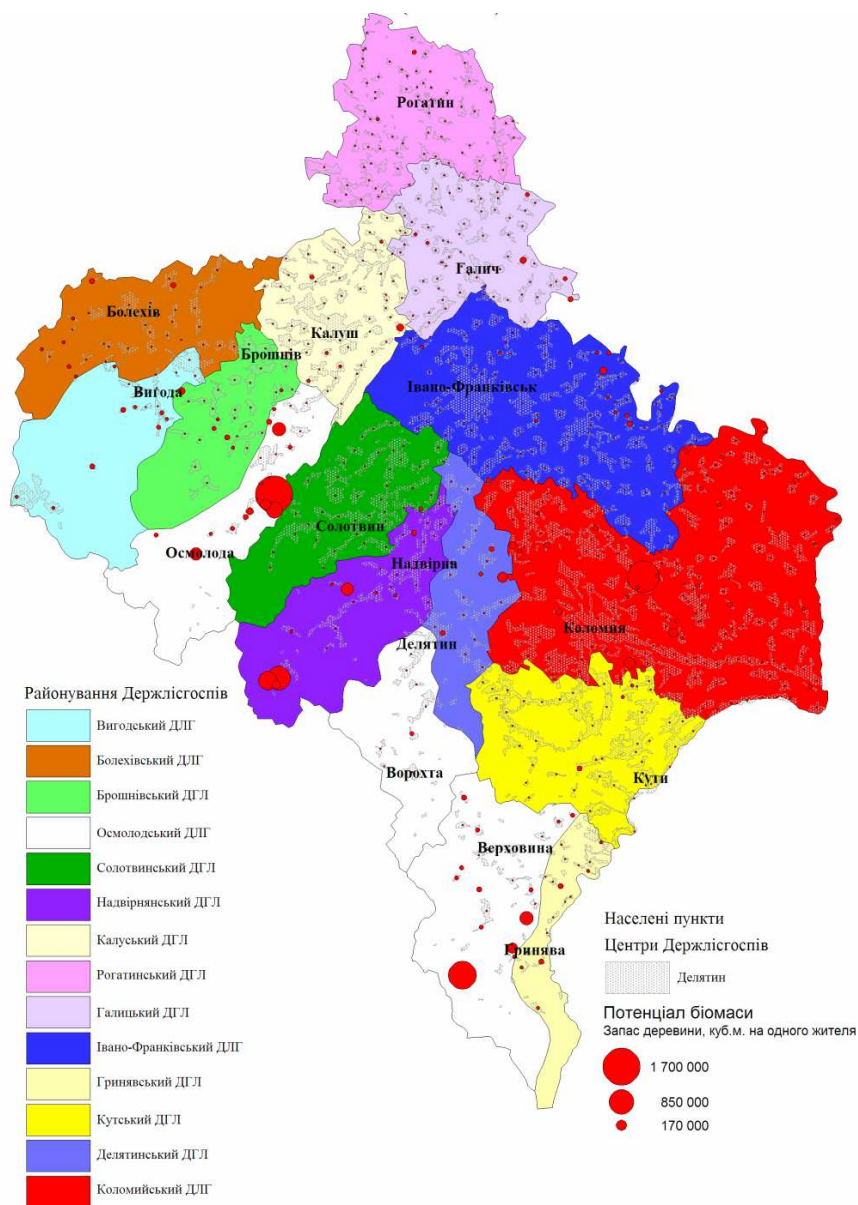 Рогатин
Галич
Болехів
Калуш
Брошнів
Івано-Франківськ
Вигода
Солотвин
Осмолода
Надвірна
Коломия
Делятин
Ворохта
Кути
Верховина
Гринява
Районування Держлісгоспів
Вигодський ДЛГ
Болехівський ДЛГ
Брошнівський ДГЛ
Осмолодський ДЛГ
Солотвинський ДГЛ
Надвірнянський ДГЛ
Калуський ДГЛ
Рогатинський ДГЛ
Галицький ДГЛ
Івано-Франківський ДЛГ
Гринявський ДГЛ
Кутський ДГЛ
Делятинський ДГЛ
Коломийський ДЛГ
Населені пункти
Центри Держлісгоспів
Делятин
Потенціал біомаси
Запас деревини, куб.м. на одного жителя
1 700 000
850 000
170 000